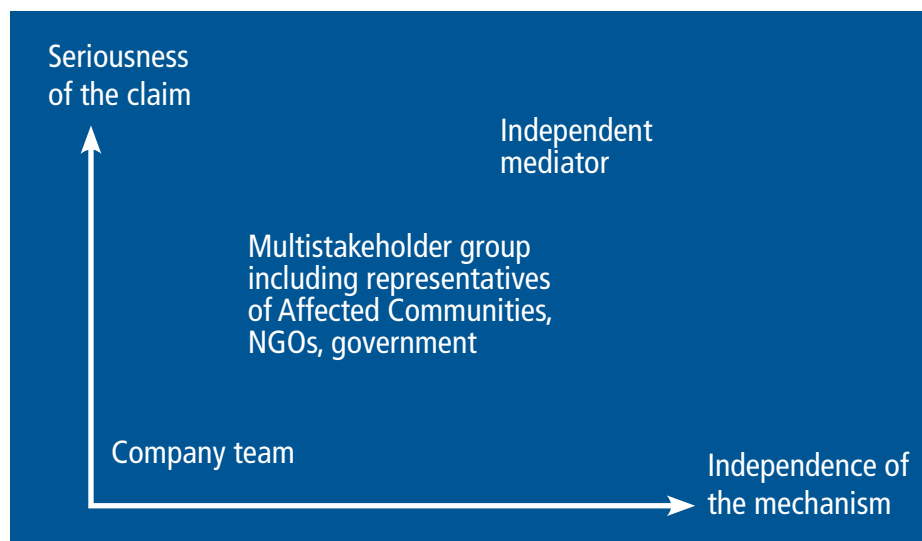 Seriousness
of the claim
Independent
mediator
Multistakeholder group
including representatives
of Affected Communities,
NGOs, government
Company team
Independence of
the mechanism